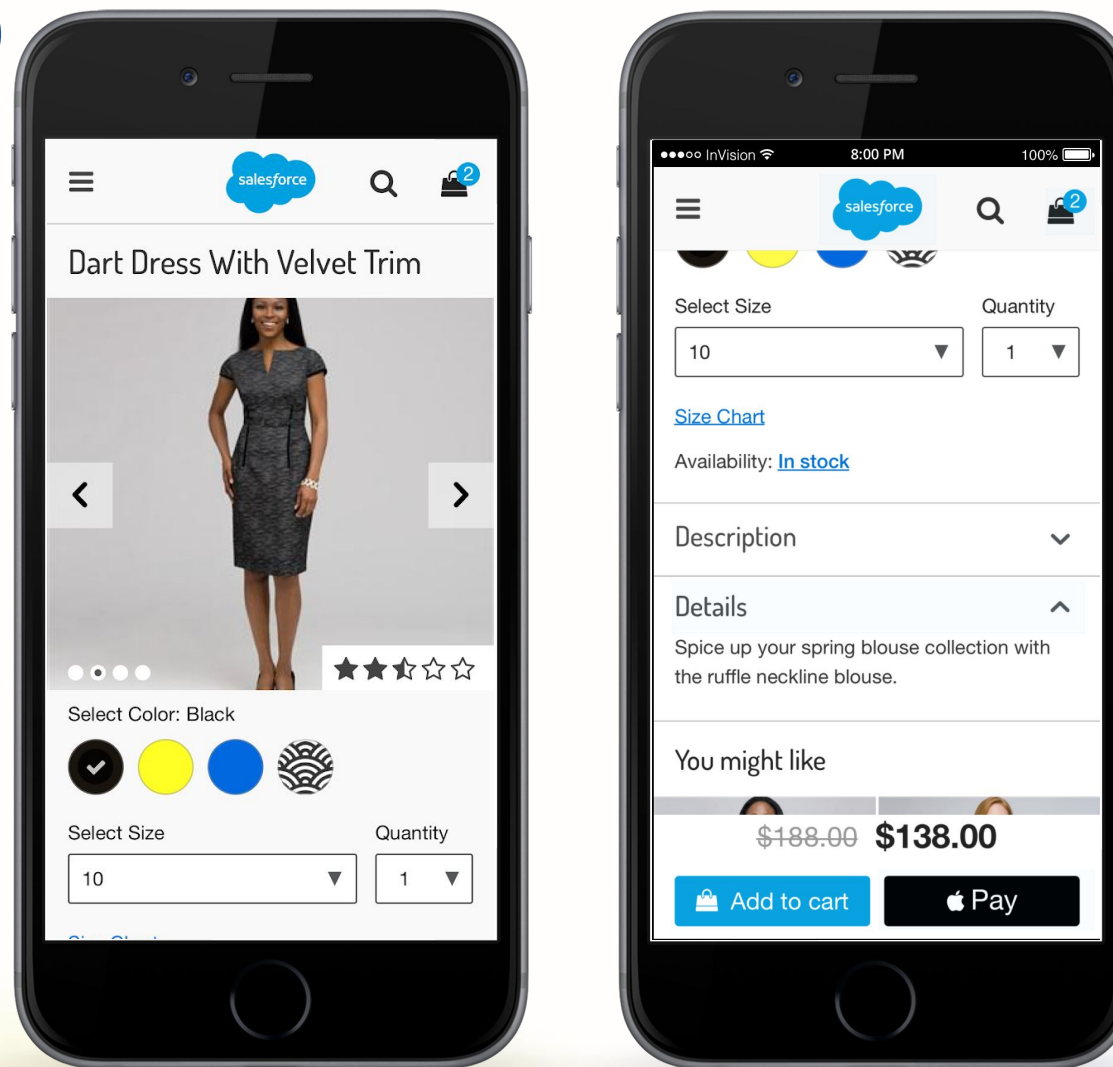 salesforce
2
Dart Dress With Velvet Trim
Select Color: Black
Select Size Quantity
10 1
InVision 8:00 PM 100%
salesforce
2
Select Size Quantity
10 1
Size Chart
Availability: In stock
Description
Details
Spice up your spring blouse collection with
the ruffle neckline blouse.
You might like
$188.00 $138.00
Add to cart Pay